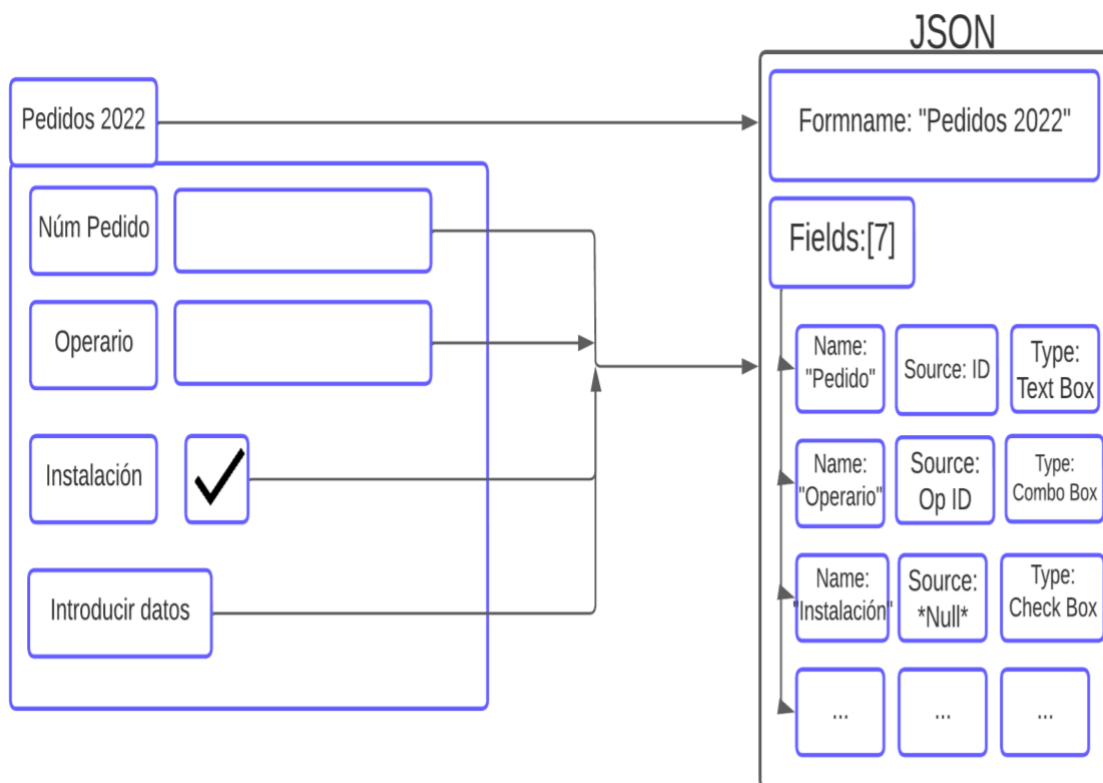 JSON
Pedidos 2022
Formname: "Pedidos 2022"
Núm Pedido
Fields:[7]
Operario
Name:
"Pedido"
Source: ID
Type:
Text Box
Instalación
Name:
"Operario"
Source:
Op ID
Type:
Combo Box
Introducir datos
Name:
"Instalación"
Source:
*Null*
Type:
Check Box
...
...
...